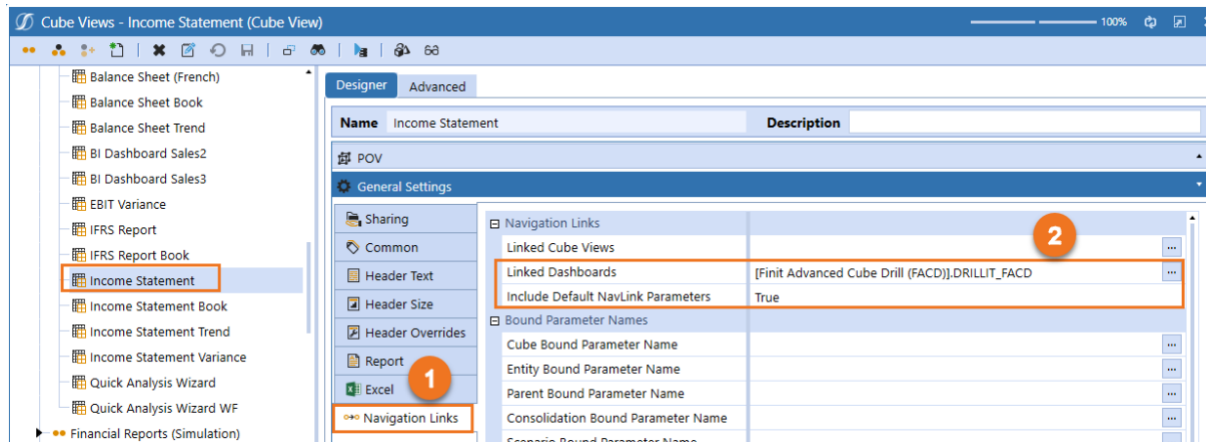 Cube Views - Income Statement (Cube View)
100%
Balance Sheet (French)
Balance Sheet Book
Balance Sheet Trend
BI Dashboard Sales2
BI Dashboard Sales3
EBIT Variance
IFRS Report
IFRS Report Book
Income Statement
Income Statement Book
Income Statement Trend
Income Statement Variance
Quick Analysis Wizard
Quick Analysis Wizard WF
Financial Reports (Simulation)
Designer Advanced
Name Income Statement Description
POV
General Settings
Sharing
Common
Header Text
Header Size
Header Overrides
Report
1
Excel
Navigation Links
Navigation Links
2
Linked Cube Views ...
Linked Dashboards [Finit Advanced Cube Drill (FACD)].DRILLIT_FACD ...
Include Default NavLink Parameters True
Bound Parameter Names
Cube Bound Parameter Name ...
Entity Bound Parameter Name ...
Parent Bound Parameter Name ...
Consolidation Bound Parameter Name ...
Scenario Bound Parameter Name